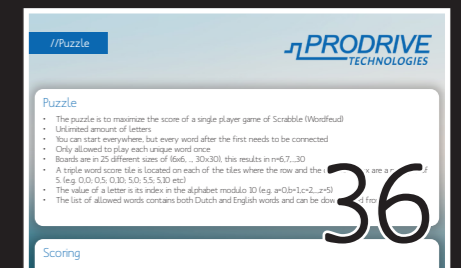 //Puzzle
PRODRIVE
TECHNOLOGIES
Puzzle
• The puzzle is to maximize the score of a single player game of Scrabble (Wordfeud)
• Unlimited amount of letters
• You can start everywhere, but every word after the first needs to be connected
• Only allowed to play each unique word once
• Boards are in 25 different sizes of (6x6, ... 30x30), this results in n=6,7,..30
• A triple word score tile is located on each of the tiles where the row and the x are a of
5. (e.g. 0,0; 0,5; 0,10; 5,0; 5,5; 5,10 etc)
• The value of a letter is its index in the alphabet modulo 10 (e.g. a=0,b=1,c=2...,z=5)
• The list of allowed words contains both Dutch and English words and can be dow d fro
36
Scoring